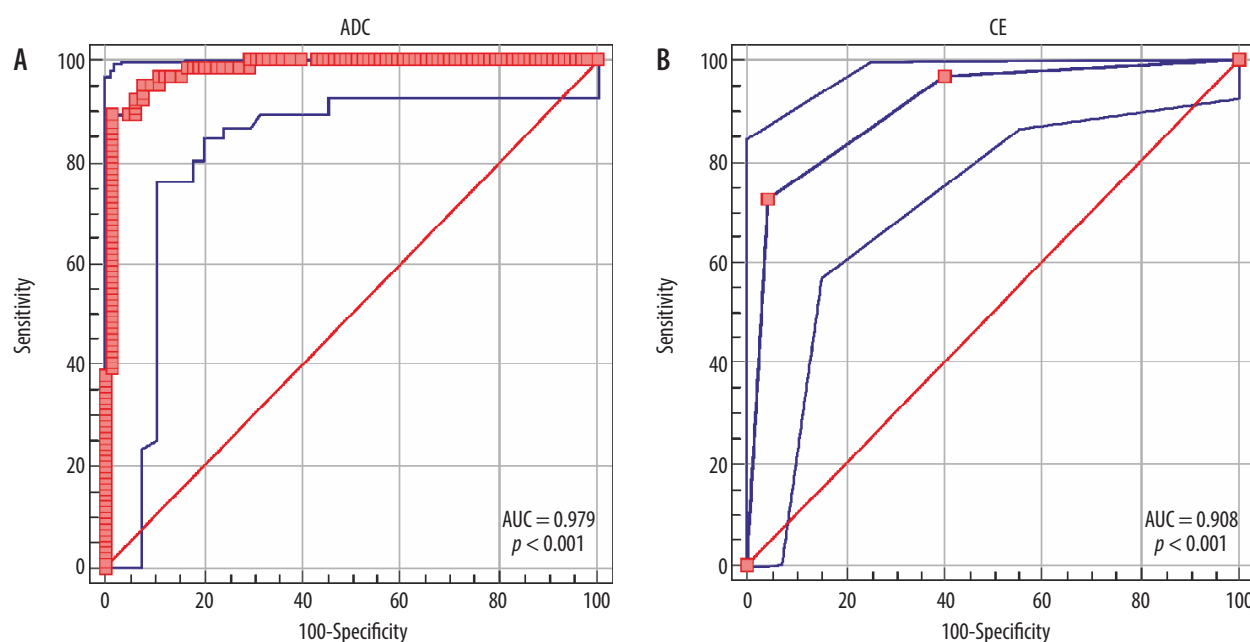 A
ADC
Sensitivity
100
80
60
40
20
0
AUC = 0.979
p < 0.001
0 20 40 60 80 100
100-Specificity
B
CE
Sensitivity
100
80
60
40
20
0
AUC = 0.908
p < 0.001
0 20 40 60 80 100
100-Specificity